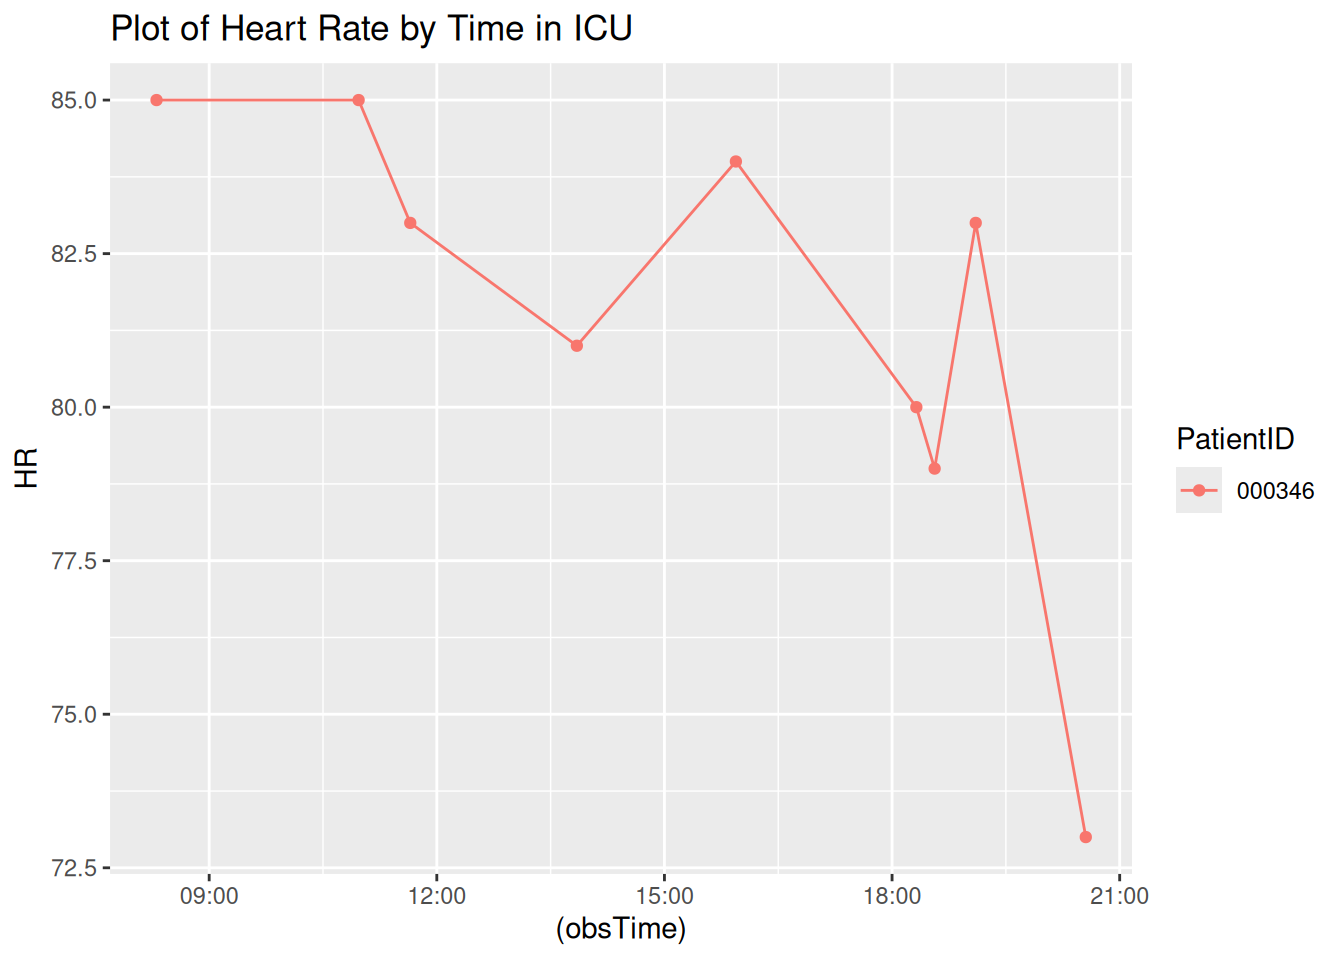 Plot of Heart Rate by Time in ICU
85.0
82.5
80.0
77.5
75.0
72.5
HR
09:00 12:00 15:00 18:00 21:00
(obsTime)
PatientID
000346